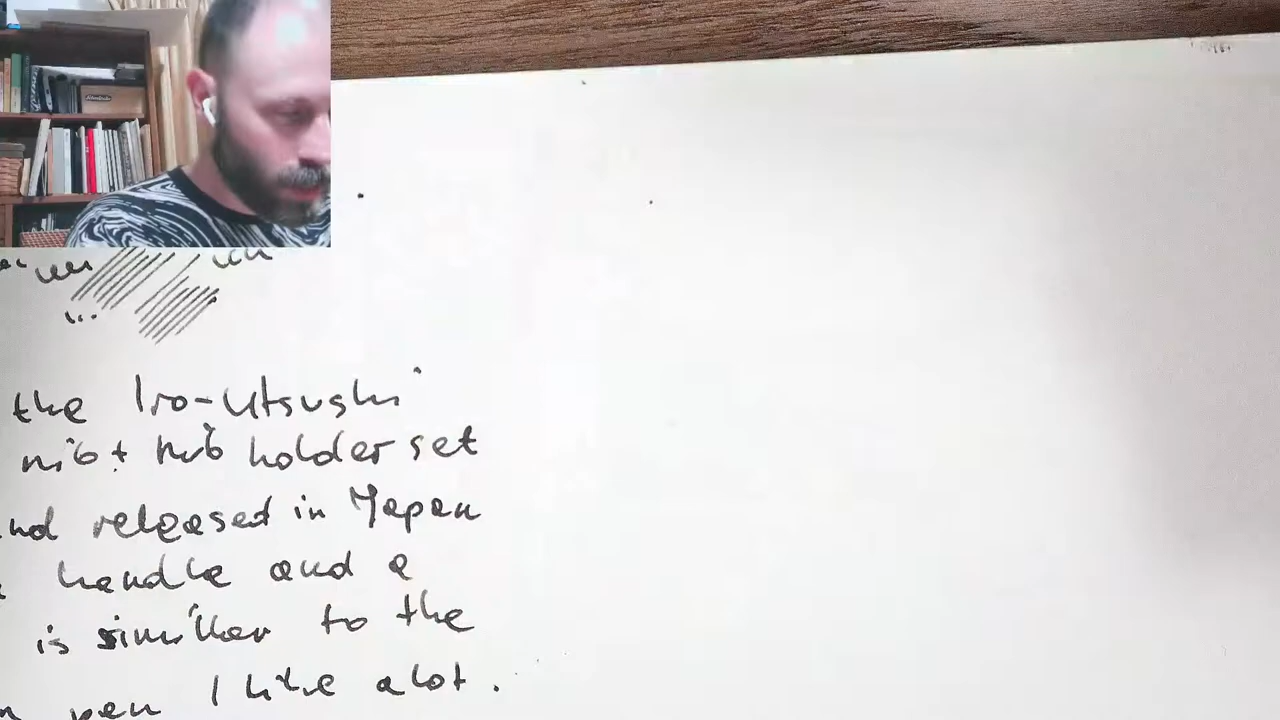 the Iro-Utsushi
nib + nib holder set
and released in Japan
handle and a
is similar to the
pen I like alot.